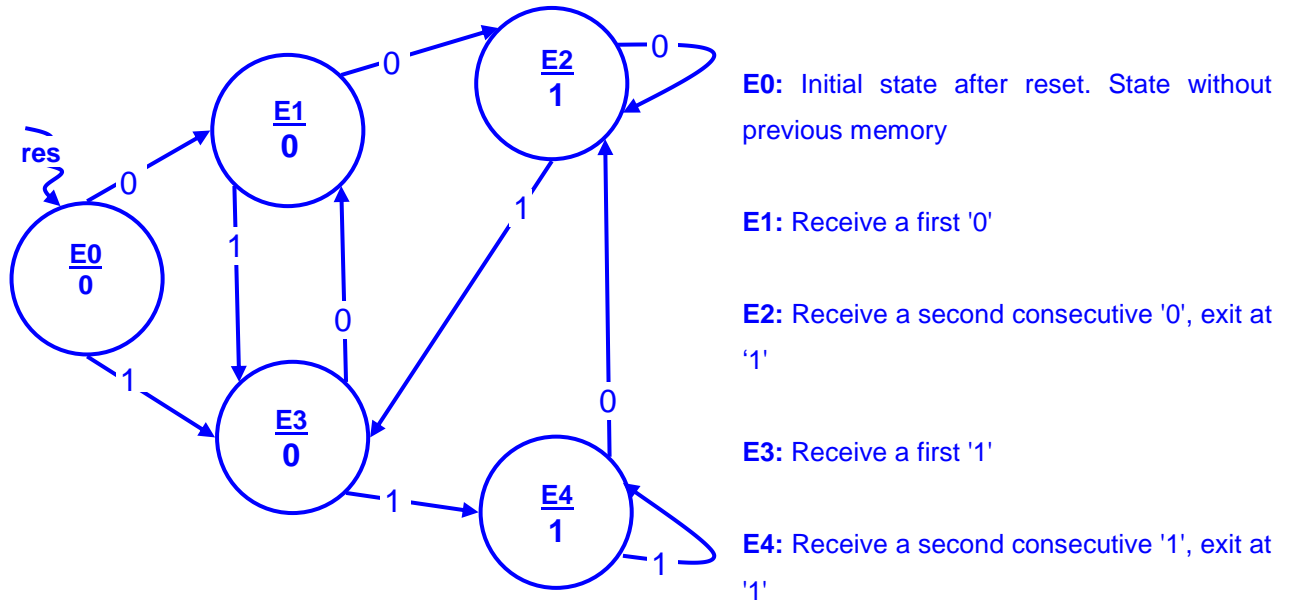 res
E0
0
0
1
E1
0
0
1
0
E2
1
0
1
E3
0
1
0
E4
1
1
E0: Initial state after reset. State without
previous memory
E1: Receive a first '0'
E2: Receive a second consecutive '0', exit at
‘1'
E3: Receive a first '1'
E4: Receive a second consecutive '1', exit at
'1'